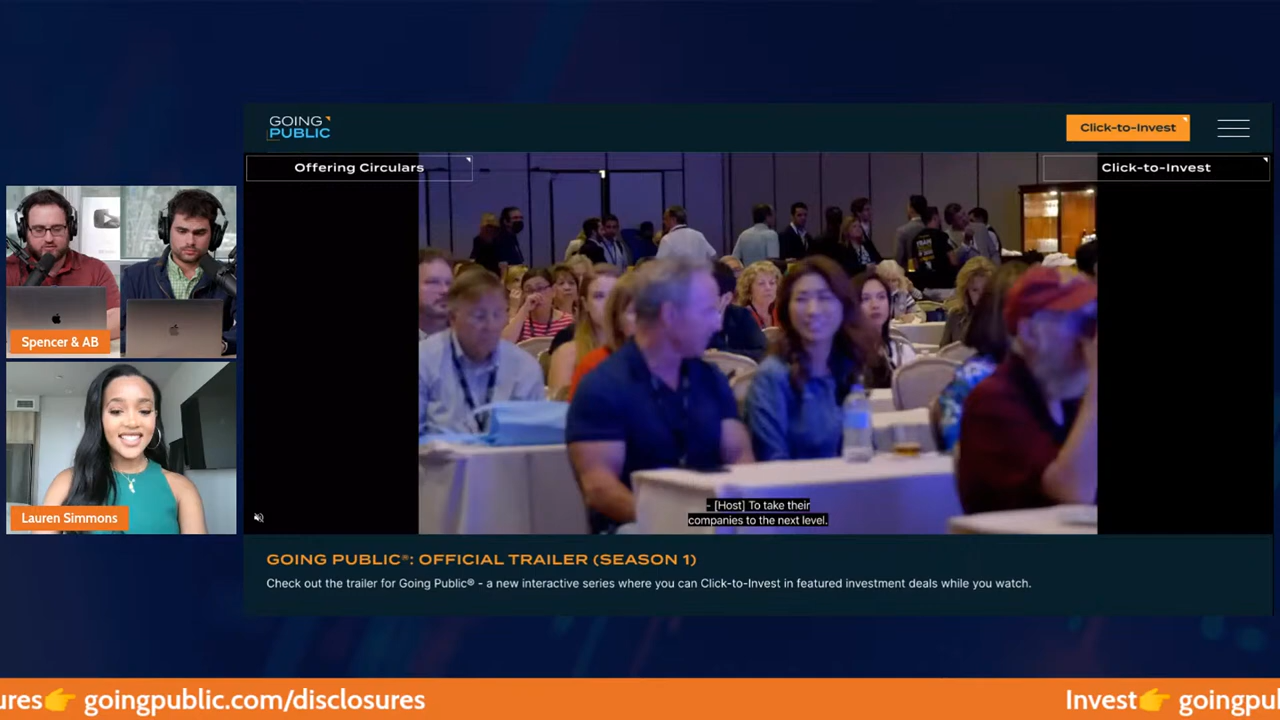 GOING
PUBLIC
Click-to-Invest
Offering Circulars
Click-to-Invest
Spencer & AB
Lauren Simmons
- [Host] To take their
companies to the next level.
GOING PUBLIC®: OFFICIAL TRAILER (SEASON 1)
Check out the trailer for Going Public® - a new interactive series where you can Click-to-Invest in featured investment deals while you watch.
ures👉 goingpublic.com/disclosures
Invest👉 goingpul